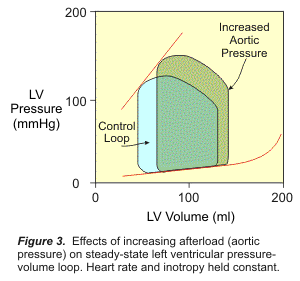 200
Increased
Aortic
Pressure
LV
Pressure
(mmHg)
100
Control
Loop
0
0
100
200
LV Volume (ml)
Figure 3. Effects of increasing afterload (aortic
pressure) on steady-state left ventricular pressure-
volume loop. Heart rate and inotropy held constant.